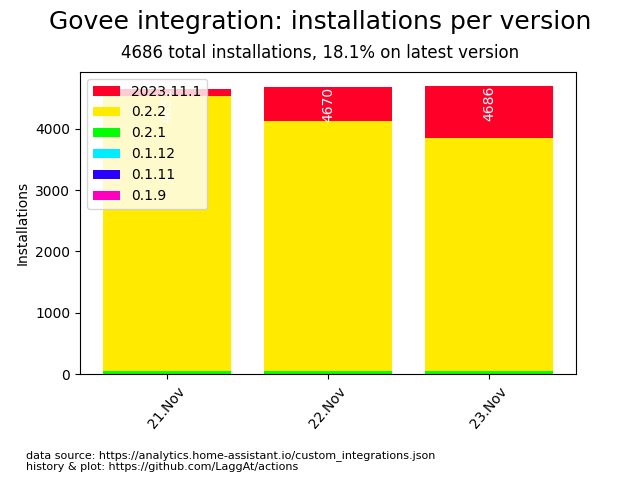 Govee integration: installations per version
4686 total installations, 18.1% on latest version
2023.11.1
0.2.2
0.2.1
0.1.12
0.1.11
0.1.9
4670
4686
Installations
4000
3000
2000
1000
0
21.Nov
22.Nov
23.Nov
data source: https://analytics.home-assistant.io/custom_integrations.json
history & plot: https://github.com/LaggAt/actions